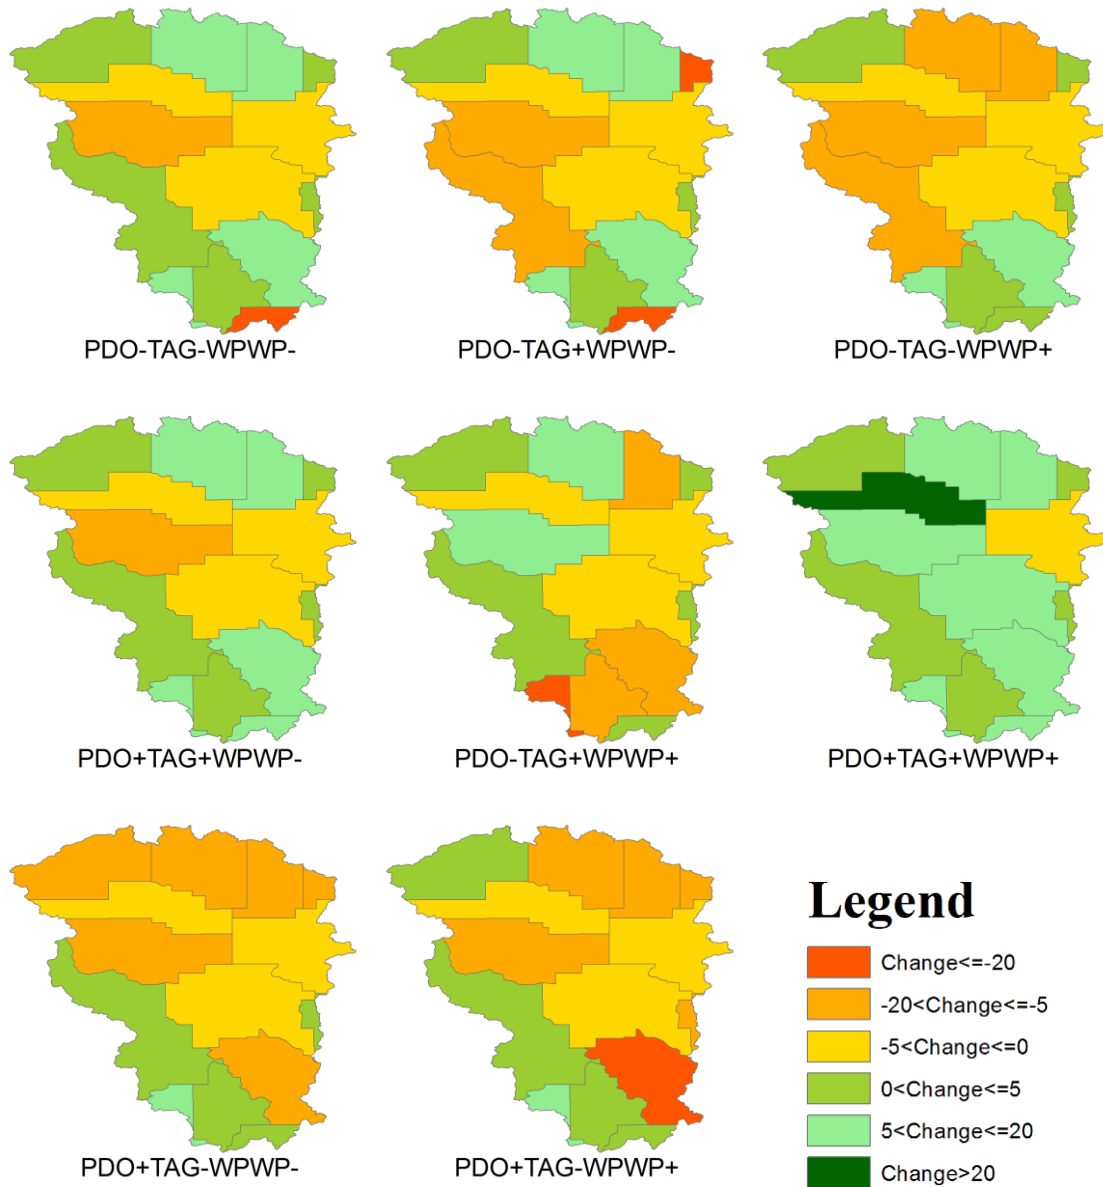 PDO-TAG-WPWP-
PDO-TAG+WPWP-
PDO-TAG-WPWP+
PDO+TAG+WPWP-
PDO-TAG+WPWP+
PDO+TAG+WPWP+
PDO+TAG-WPWP-
PDO+TAG-WPWP+
Legend
Change<=-20
-20<Change<=-5
-5<Change<=0
0<Change<=5
5<Change<=20
Change>20